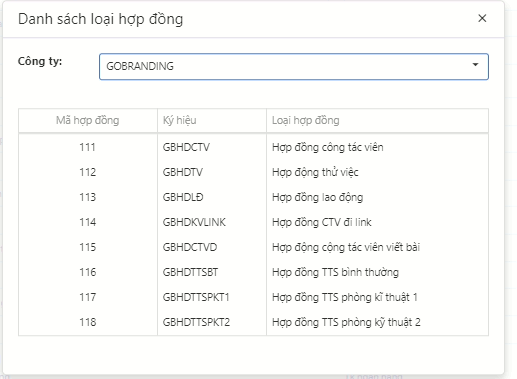 Danh sách loại hợp đồng
Công ty: GOBRANDING
Mã hợp đồng Ký hiệu Loại hợp đồng
111 GBHDCTV Hợp đồng công tác viên
112 GBHDTV Hợp động thử việc
113 GBHDLĐ Hợp đồng lao động
114 GBHDKVLINK Hợp đồng CTV đi link
115 GBHDCTVD Hợp động cộng tác viên viết bài
116 GBHDTTSBT Hợp đồng TTS bình thường
117 GBHDTTSPKT1 Hợp đồng TTS phòng kĩ thuật 1
118 GBHDTTSPKT2 Hợp đồng TTS phòng kỹ thuật 2